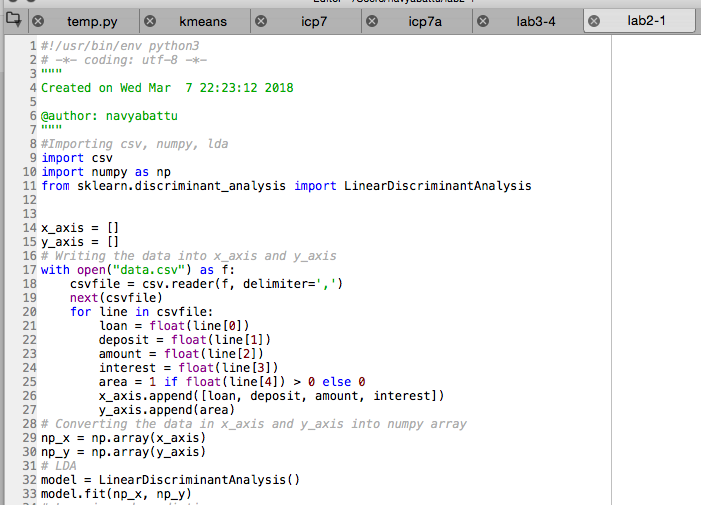 temp.py kmeans icp7 icp7a lab3-4 lab2-1
1 #!/usr/bin/env python3
2 # -*- coding: utf-8 -*-
3 """
4 Created on Wed Mar  7 22:23:12 2018
5
6 @author: navyabattu
7 """
8 #Importing csv, numpy, lda
9 import csv
10 import numpy as np
11 from sklearn.discriminant_analysis import LinearDiscriminantAnalysis
12
13
14 x_axis = []
15 y_axis = []
16 # Writing the data into x_axis and y_axis
17 with open("data.csv") as f:
18     csvfile = csv.reader(f, delimiter=',')
19     next(csvfile)
20     for line in csvfile:
21         loan = float(line[0])
22         deposit = float(line[1])
23         amount = float(line[2])
24         interest = float(line[3])
25         area = 1 if float(line[4]) > 0 else 0
26         x_axis.append([loan, deposit, amount, interest])
27         y_axis.append(area)
28 # Converting the data in x_axis and y_axis into numpy array
29 np_x = np.array(x_axis)
30 np_y = np.array(y_axis)
31 # LDA
32 model = LinearDiscriminantAnalysis()
33 model.fit(np_x, np_y)